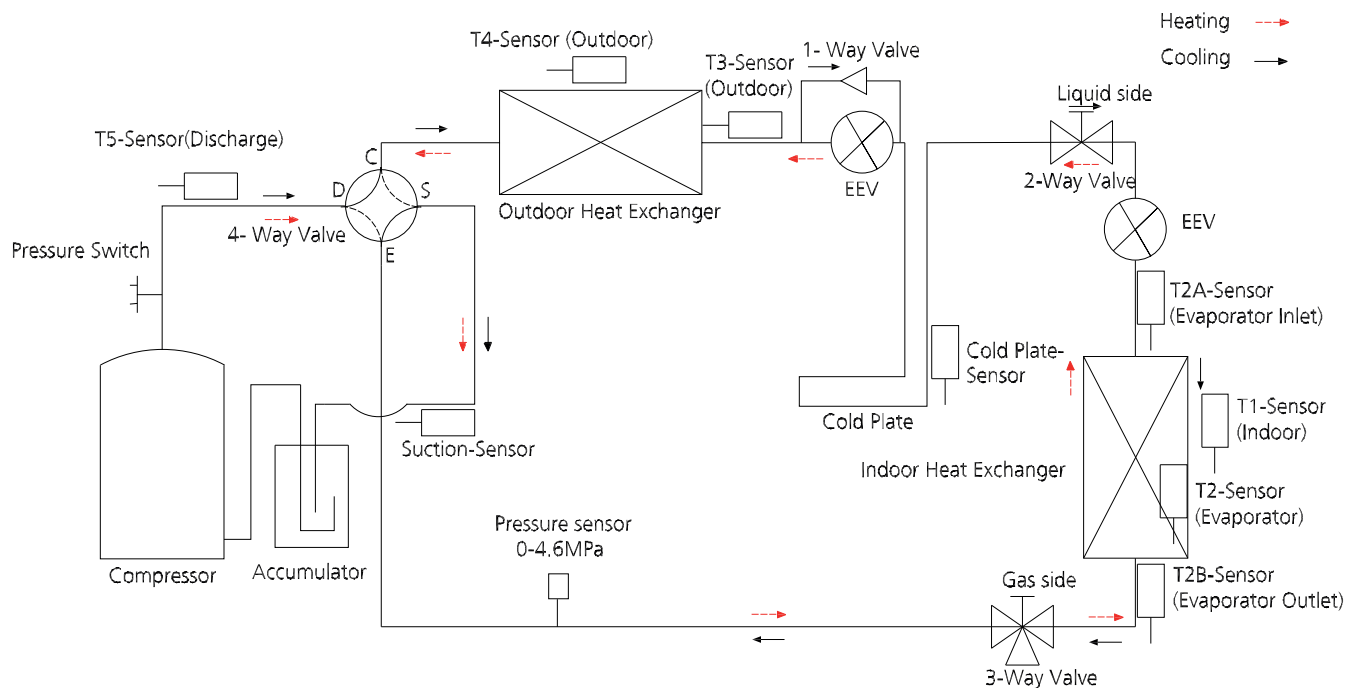 Heating
Cooling
T4-Sensor (Outdoor)
1- Way Valve
T3-Sensor
(Outdoor)
Liquid side
T5-Sensor(Discharge)
C
D
S
E
4- Way Valve
Outdoor Heat Exchanger
EEV
2-Way Valve
EEV
Pressure Switch
T2A-Sensor
(Evaporator Inlet)
Cold Plate-
Sensor
Cold Plate
T1-Sensor
(Indoor)
Suction-Sensor
Indoor Heat Exchanger
T2-Sensor
(Evaporator)
Pressure sensor
0-4.6MPa
Compressor
Accumulator
Gas side
T2B-Sensor
(Evaporator Outlet)
3-Way Valve